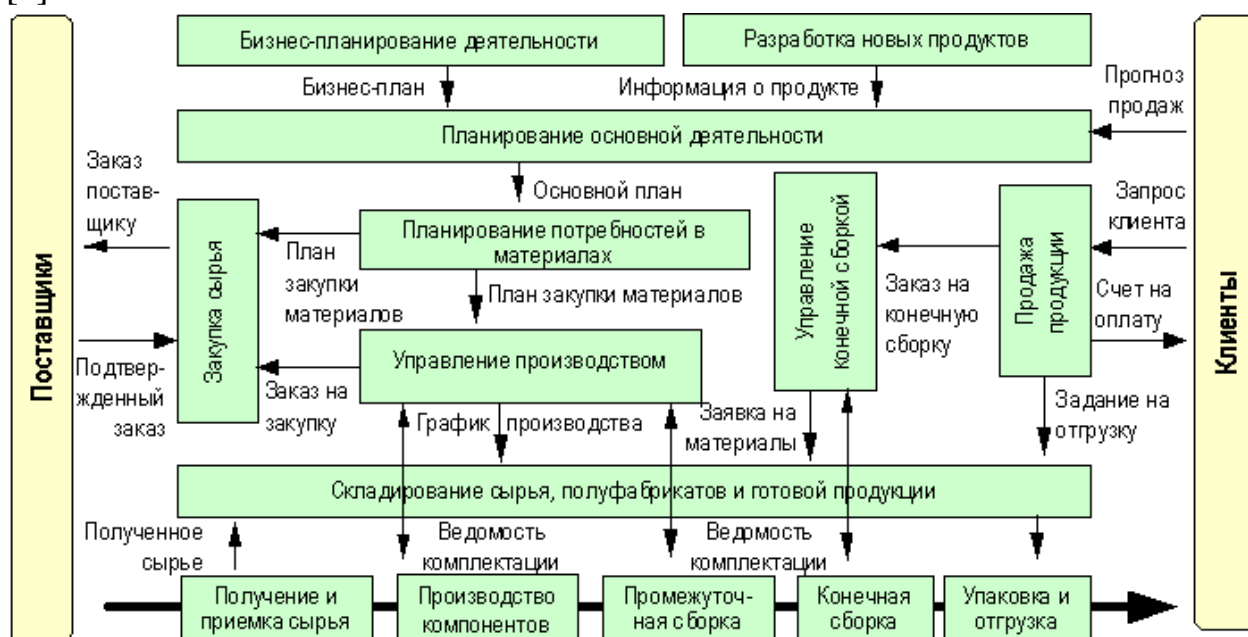 Бизнес-планирование деятельности
Разработка новых продуктов
Бизнес-план
Информация о продукте
Прогноз
продаж
Планирование основной деятельности
Заказ
постав-
щику
Основной план
Запрос
клиента
Планирование потребностей в
материалах
План
закупки
материалов
План закупки материалов
Закупка сырья
Управление
конечной сборкой
Заказ на
конечную
сборку
Продажа
продукции
Счет на
оплату
Поставщики
Клиенты
Управление производством
Подтвер-
жденный
заказ
Заказ на
закупку
График производства
Заявка на
материалы
Задание на
отгрузку
Складирование сырья, полуфабрикатов и готовой продукции
Полученное
сырье
Ведомость
комплектации
Ведомость
комплектации
Получение и
приемка сырья
Производство
компонентов
Промежуточ-
ная сборка
Конечная
сборка
Упаковка и
отгрузка